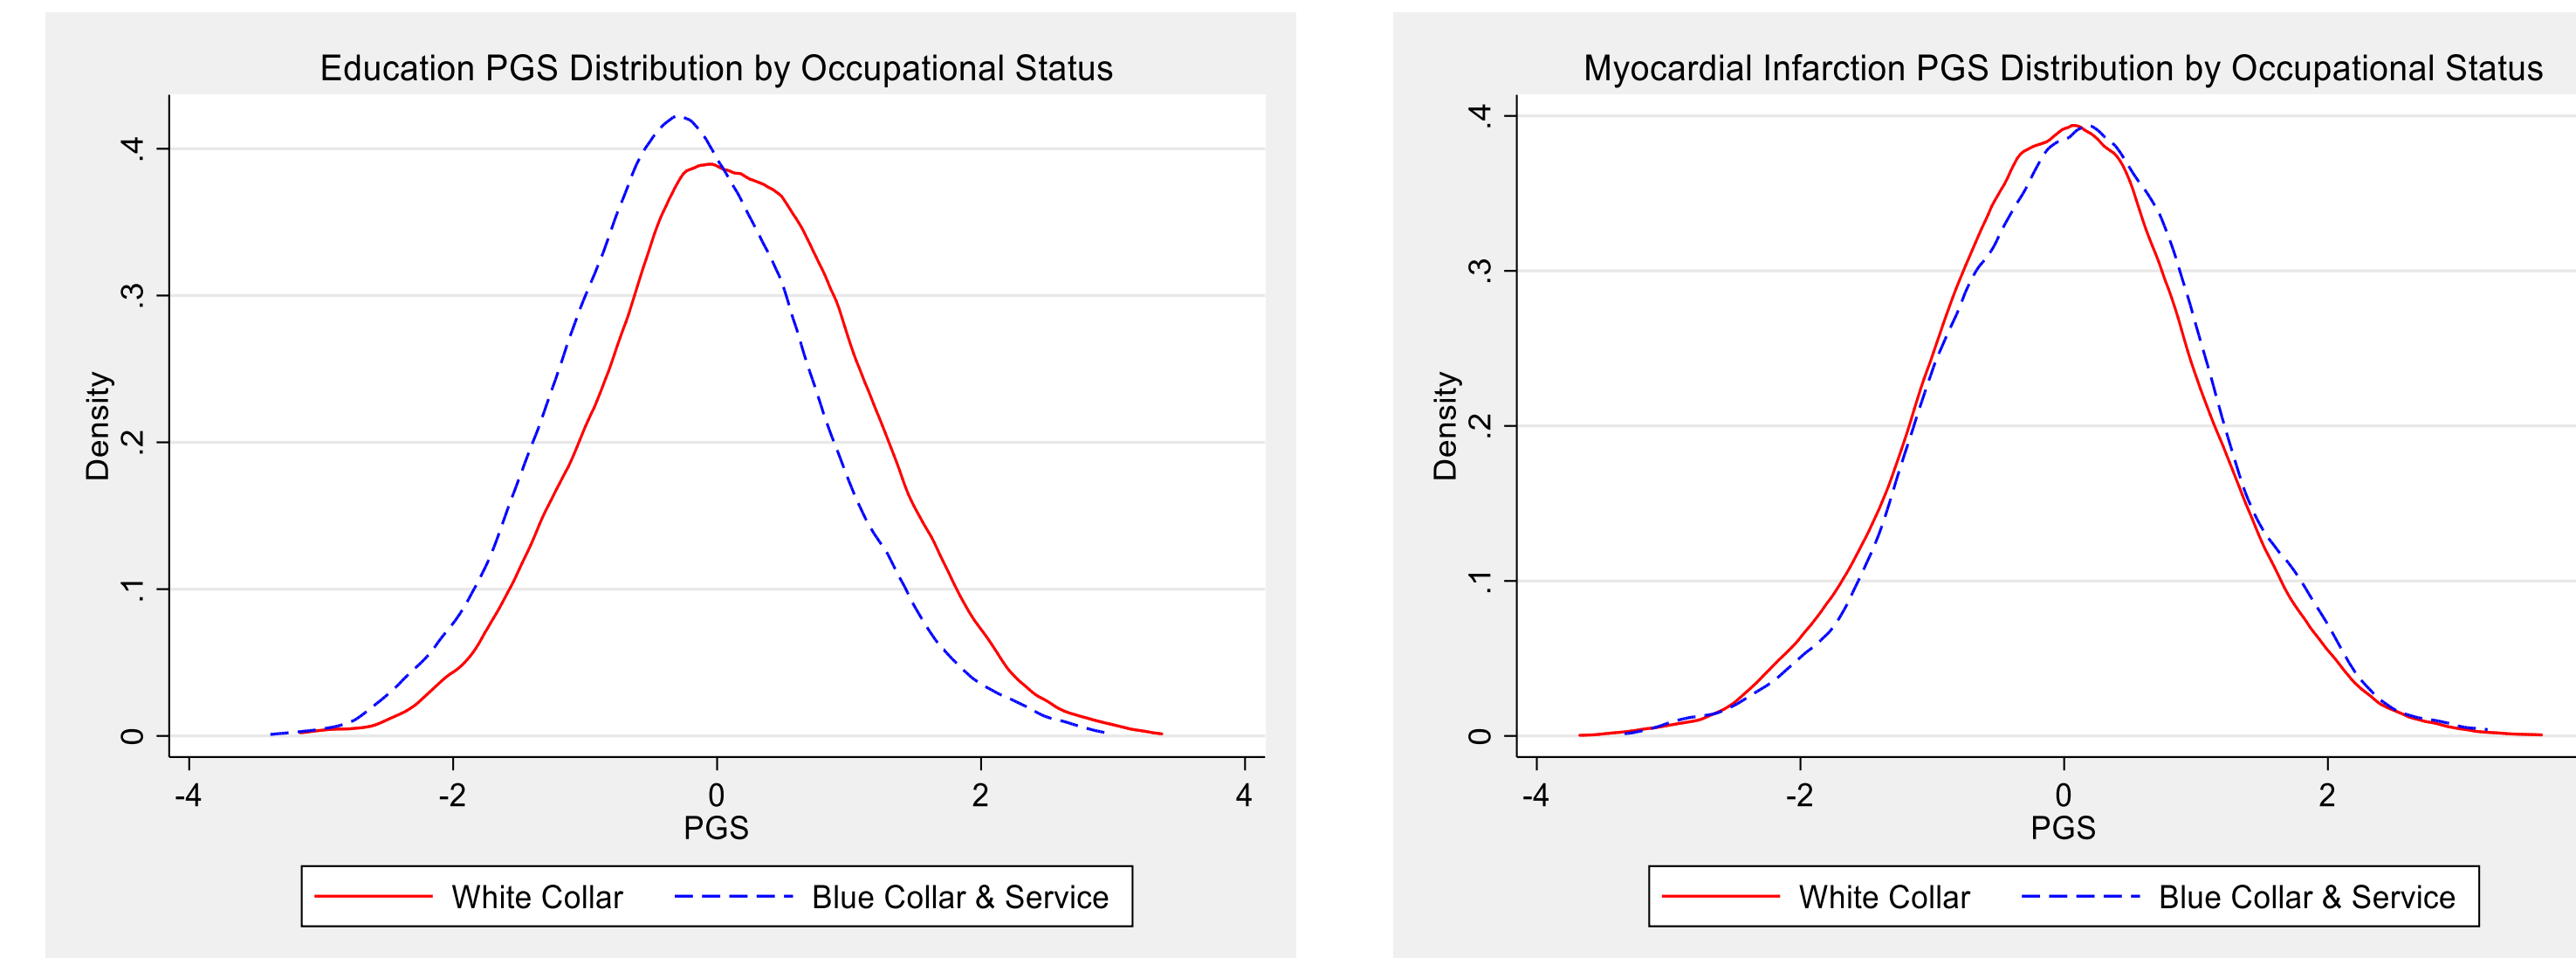 Education PGS Distribution by Occupational Status
.4
.3
.2
.1
0
Density
-4 -2 0 2 4
PGS
White Collar Blue Collar & Service
Myocardial Infarction PGS Distribution by Occupational Status
.4
.3
.2
.1
0
Density
-4 -2 0 2
PGS
White Collar Blue Collar & Service